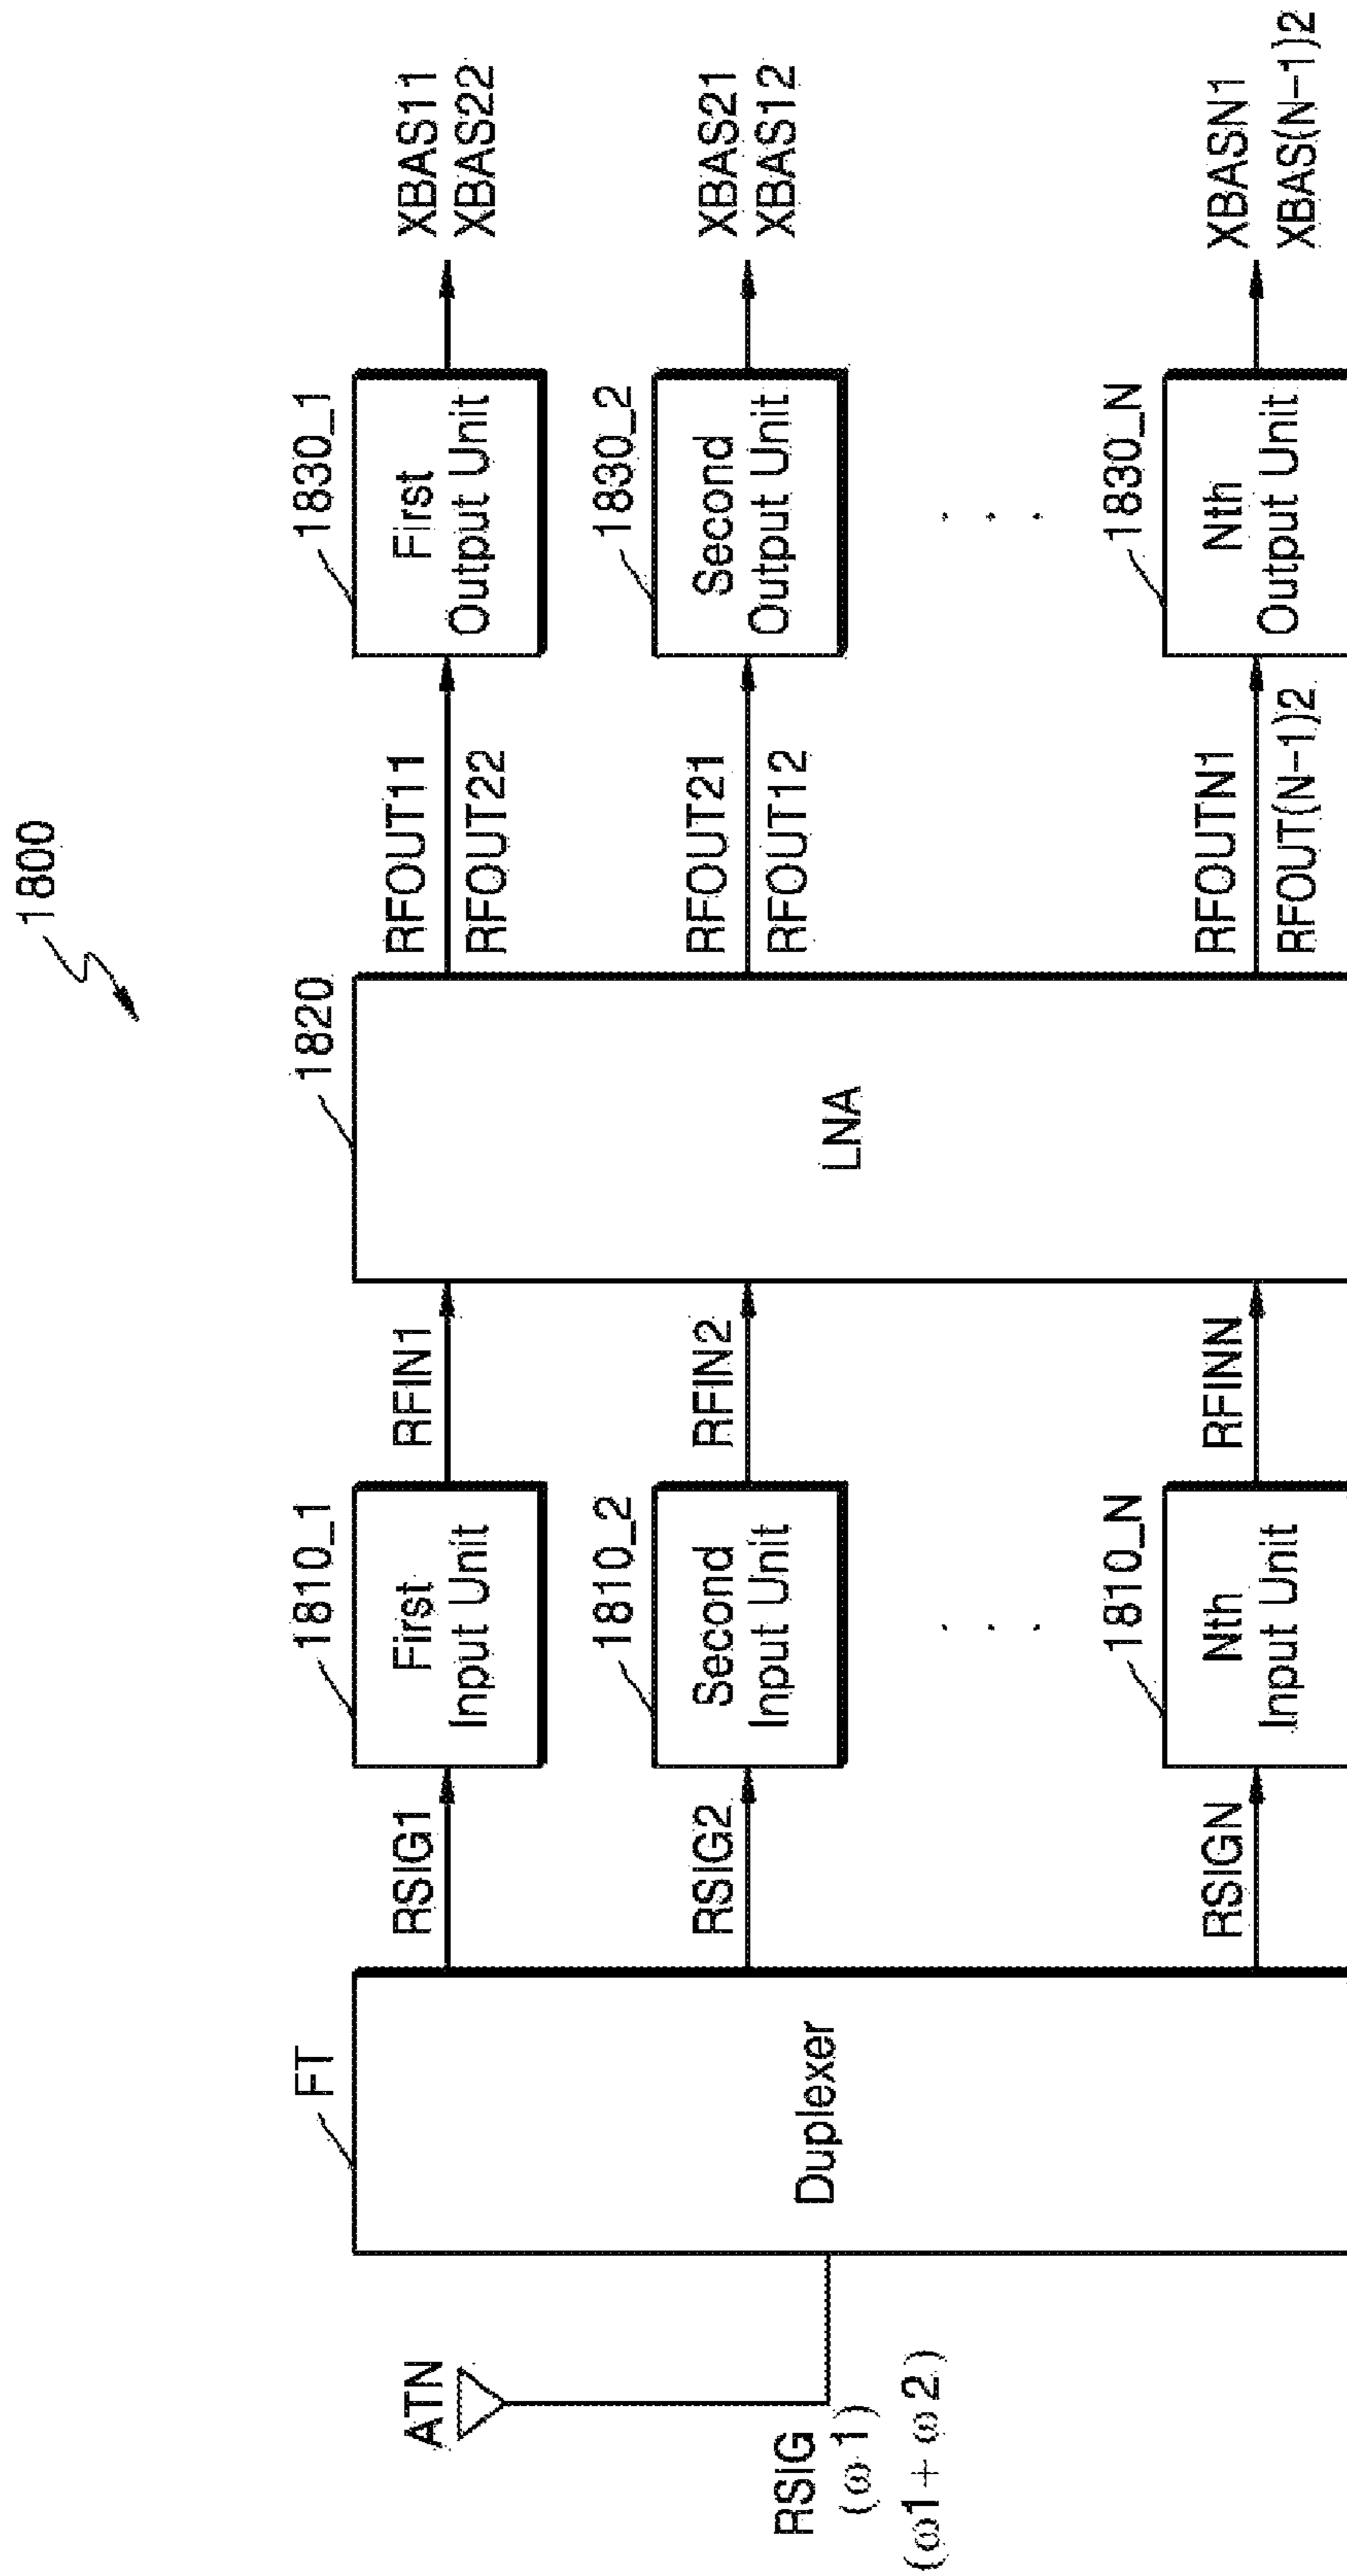 1800
ATN
RSIG
(ω1)
(ω1+ω2)
FT
Duplexer
RSIG1
RSIG2
RSIGN
1810_1
First
Input Unit
1810_2
Second
Input Unit
. . .
1810_N
Nth
Input Unit
RFIN1
RFIN2
RFINN
1820
LNA
RFOUT11
RFOUT22
RFOUT21
RFOUT12
RFOUTN1
RFOUT(N-1)2
1830_1
First
Output Unit
1830_2
Second
Output Unit
. . .
1830_N
Nth
Output Unit
XBAS11
XBAS22
XBAS21
XBAS12
XBASN1
XBAS(N-1)2